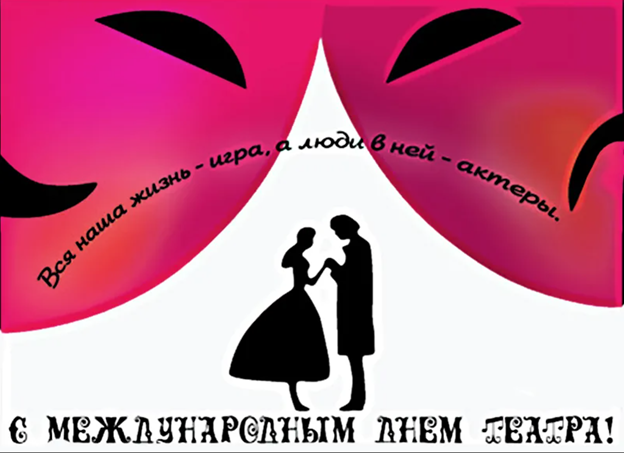 Вся наша жизнь - игра, а люди в ней - актеры.
С МЕЖДУНАРОДНЫМ ДНЕМ ТЕАТРА!